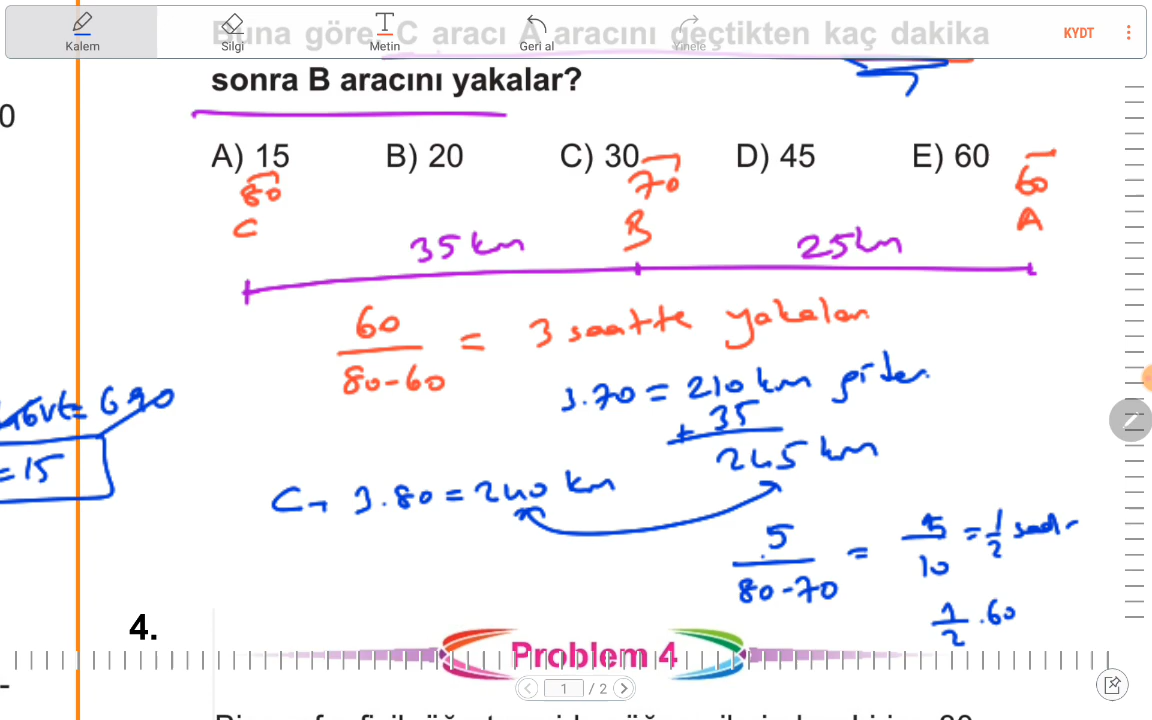 Kalem Silgi Metin Geri al Yinele KYDT
Buna göre, C aracı A aracını geçtikten kaç dakika
sonra B aracını yakalar?
0
A) 15 B) 20 C) 30 D) 45 E) 60
80 70 60
C B A
35 km 25 km
60 / 80-60 = 3 saatte yakalar
3.70 = 210 km gider
+ 35
245 km
= 690
= 15
C → 3.80 = 240 km
5 / 80-70 = 5 / 10 = 1/2 saat
1/2 . 60
4.
Problem 4
1 / 2